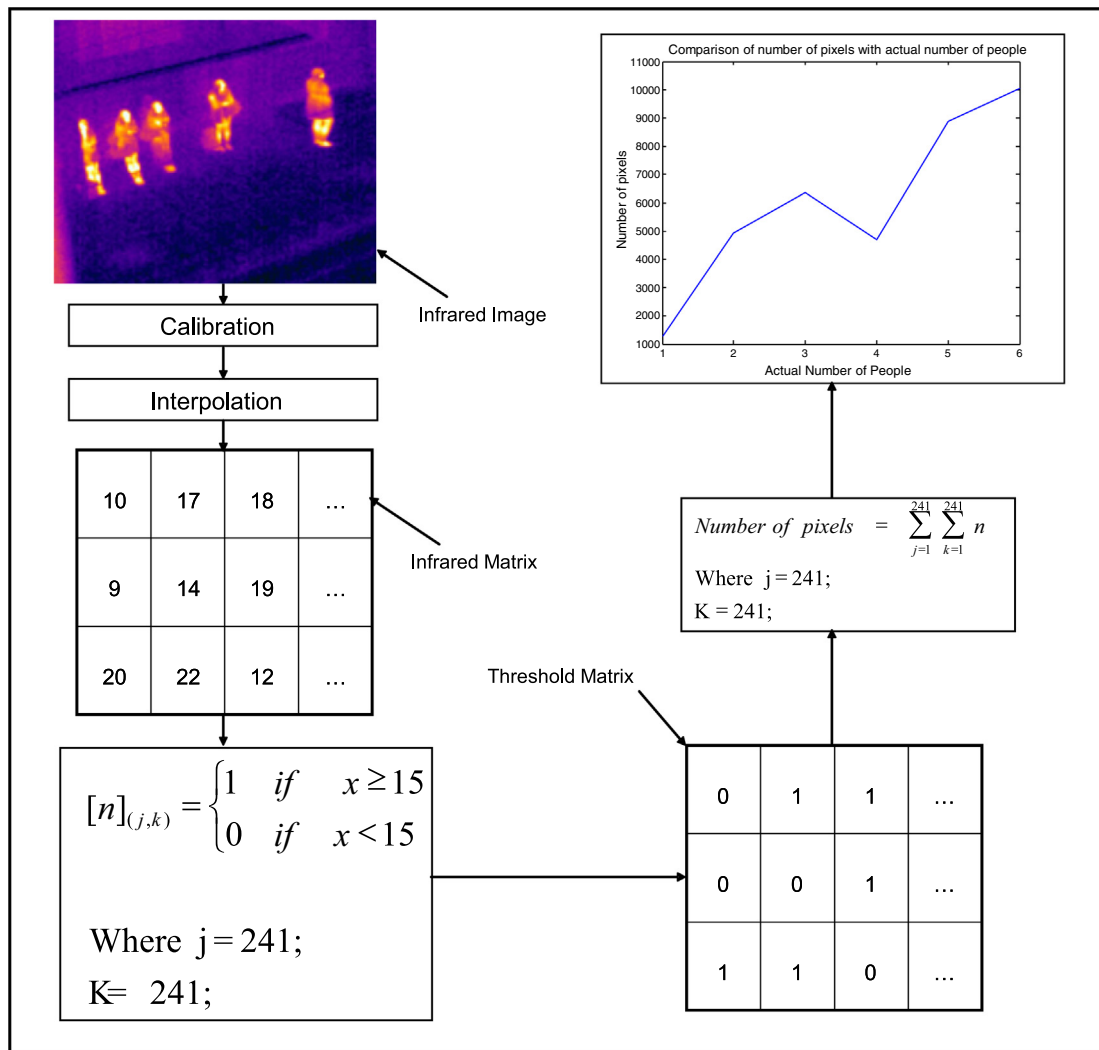 Infrared Image
Calibration
Interpolation
10 17 18 ...
9 14 19 ...
20 22 12 ...
Infrared Matrix
[n](j,k) = {1 if x ≥ 15
0 if x < 15
Where j = 241;
K= 241;
Threshold Matrix
0 1 1 ...
0 0 1 ...
1 1 0 ...
Number of pixels = ∑ j=1 241 ∑ k=1 241 n
Where j = 241;
K = 241;
Comparison of number of pixels with actual number of people
Number of pixels
11000
10000
9000
8000
7000
6000
5000
4000
3000
2000
1000
1 2 3 4 5 6
Actual Number of People